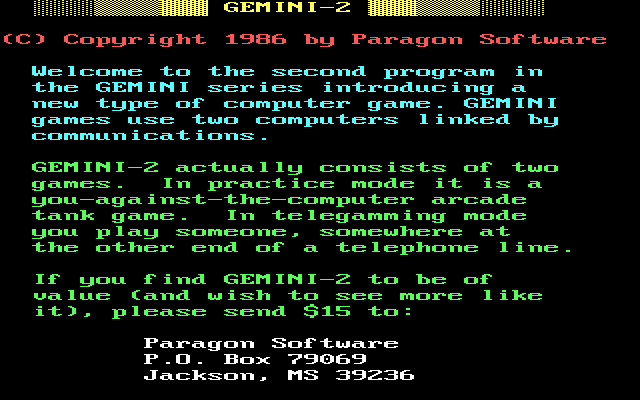 GEMINI-2
(C) Copyright 1986 by Paragon Software
Welcome to the second program in
the GEMINI series introducing a
new type of computer game. GEMINI
games use two computers linked by
communications.
GEMINI-2 actually consists of two
games.  In practice mode it is a
you-against-the-computer arcade
tank game.  In telegamming mode
you play someone, somewhere at
the other end of a telephone line.
If you find GEMINI-2 to be of
value (and wish to see more like
it), please send $15 to:
Paragon Software
P.O. Box 79069
Jackson, MS 39236